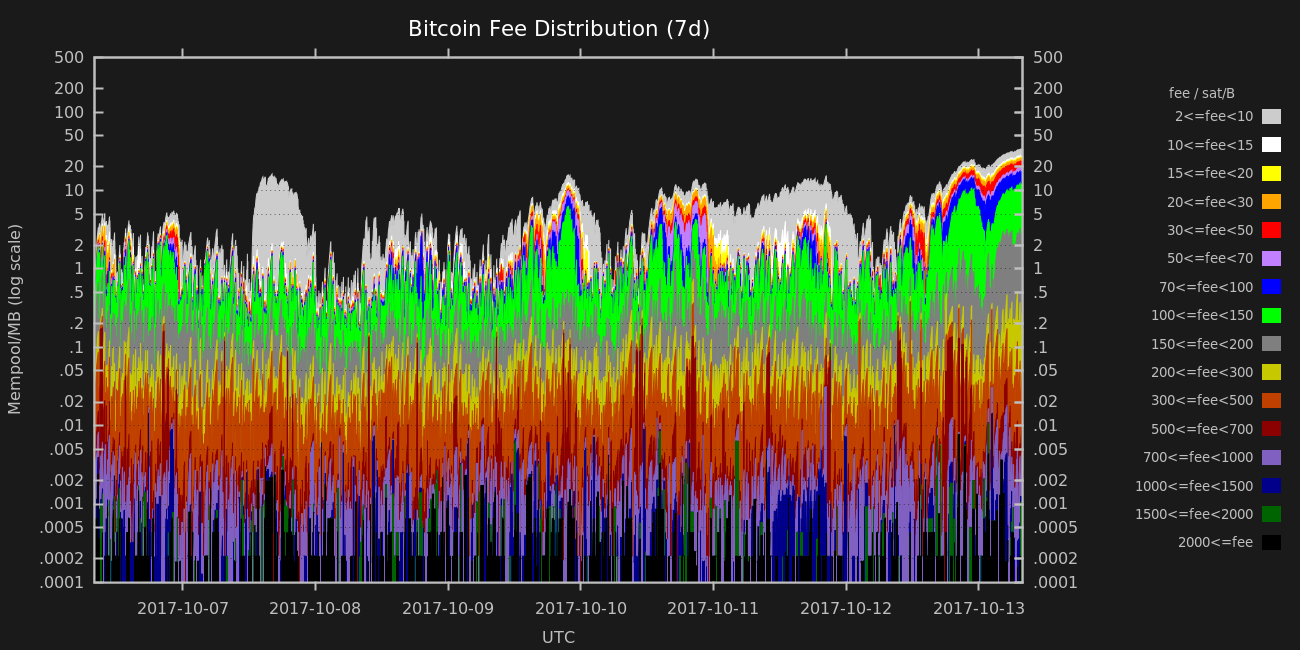 Bitcoin Fee Distribution (7d)
500 500
200 200
100 100
50 50
20 20
10 10
5 5
2 2
1 1
.5 .5
.2 .2
.1 .1
.05 .05
.02 .02
.01 .01
.005 .005
.002 .002
.001 .001
.0005 .0005
.0002 .0002
.0001 .0001
Mempool/MB (log scale)
2017-10-07 2017-10-08 2017-10-09 2017-10-10 2017-10-11 2017-10-12 2017-10-13
UTC
fee / sat/B
2<=fee<10
10<=fee<15
15<=fee<20
20<=fee<30
30<=fee<50
50<=fee<70
70<=fee<100
100<=fee<150
150<=fee<200
200<=fee<300
300<=fee<500
500<=fee<700
700<=fee<1000
1000<=fee<1500
1500<=fee<2000
2000<=fee